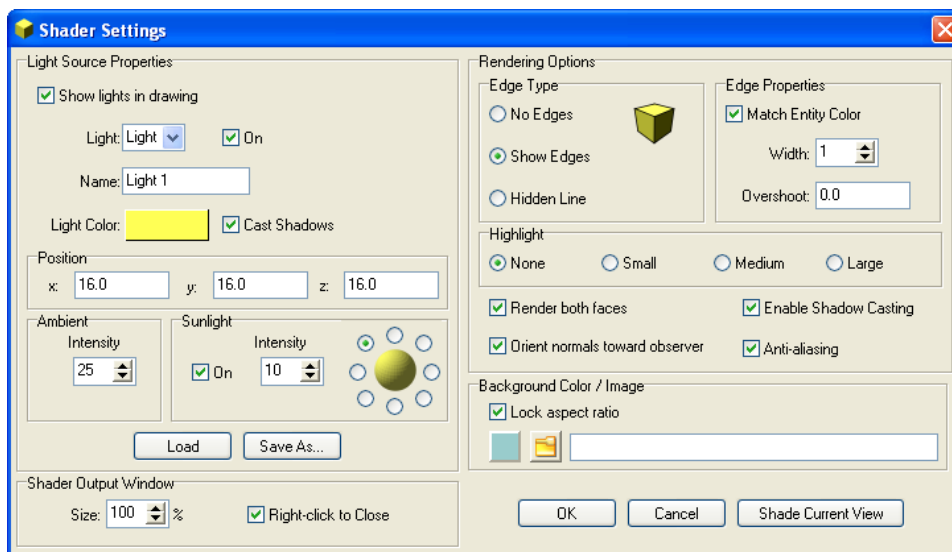 Shader Settings
Light Source Properties
Show lights in drawing
Light: Light On
Name: Light 1
Light Color: Cast Shadows
Position
x: 16.0 y: 16.0 z: 16.0
Ambient
Intensity
25
Sunlight
Intensity
On 10
Load Save As...
Shader Output Window
Size: 100 % Right-click to Close
Rendering Options
Edge Type
No Edges
Show Edges
Hidden Line
Edge Properties
Match Entity Color
Width: 1
Overshoot: 0.0
Highlight
None Small Medium Large
Render both faces Enable Shadow Casting
Orient normals toward observer Anti-aliasing
Background Color / Image
Lock aspect ratio
OK Cancel Shade Current View